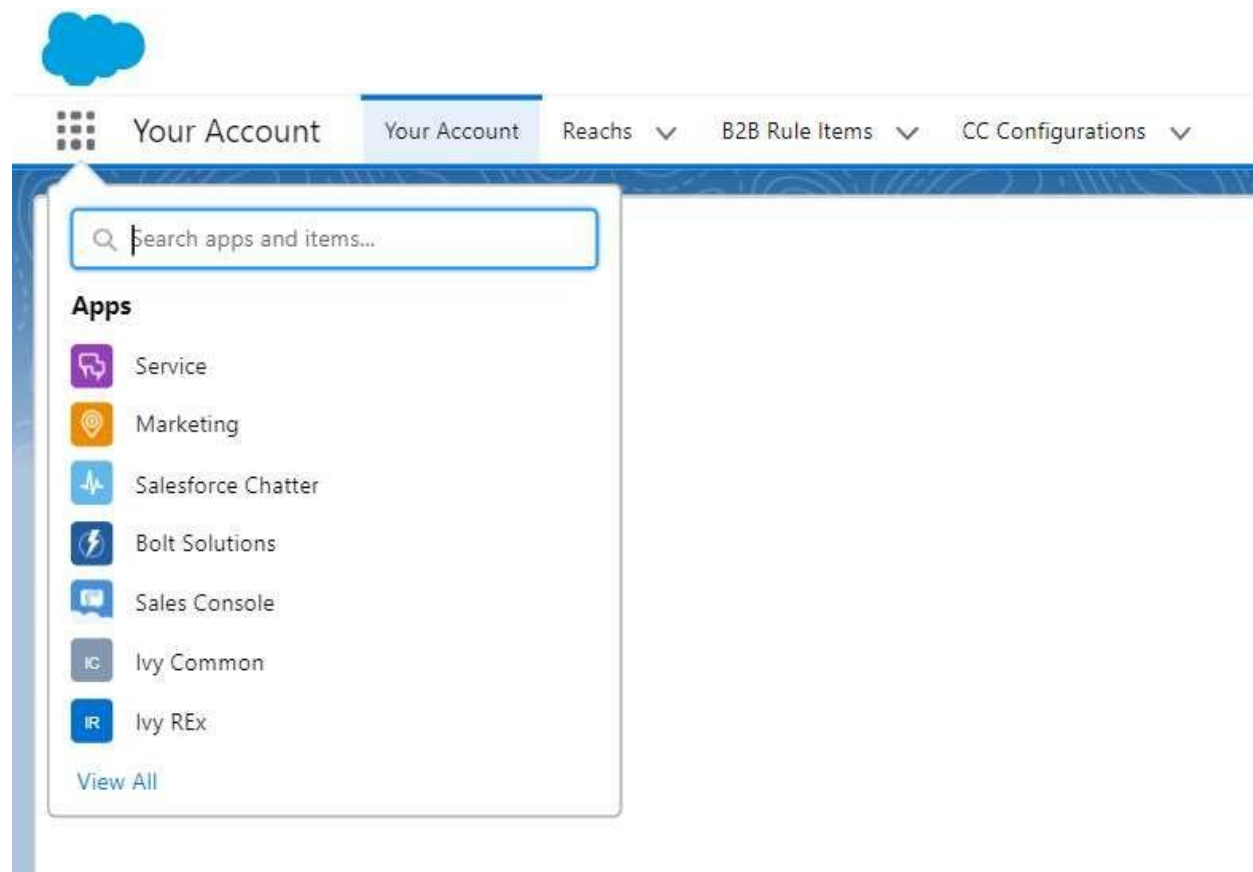 Your Account Your Account Reachs B2B Rule Items CC Configurations
Search apps and items...
Apps
Service
Marketing
Salesforce Chatter
Bolt Solutions
Sales Console
IC Ivy Common
IR Ivy REx
View All